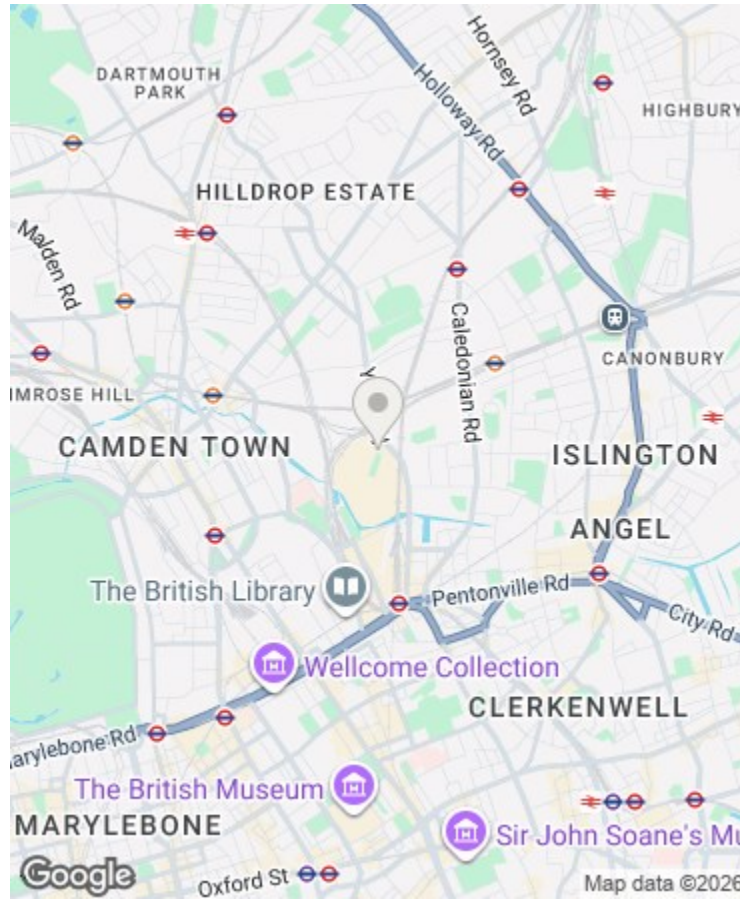 Hornsey Rd
DARTMOUTH
PARK
Holloway Rd
HIGHBURY
HILLDROP ESTATE
Malden Rd
Caledonian Rd
CANONBURY
Y
IMROSE HILL
CAMDEN TOWN
ISLINGTON
ANGEL
The British Library
Pentonville Rd
City Rd
Wellcome Collection
CLERKENWELL
arylebone Rd
The British Museum
MARYLEBONE
Sir John Soane's Mu
Google
Oxford St
Map data ©2026